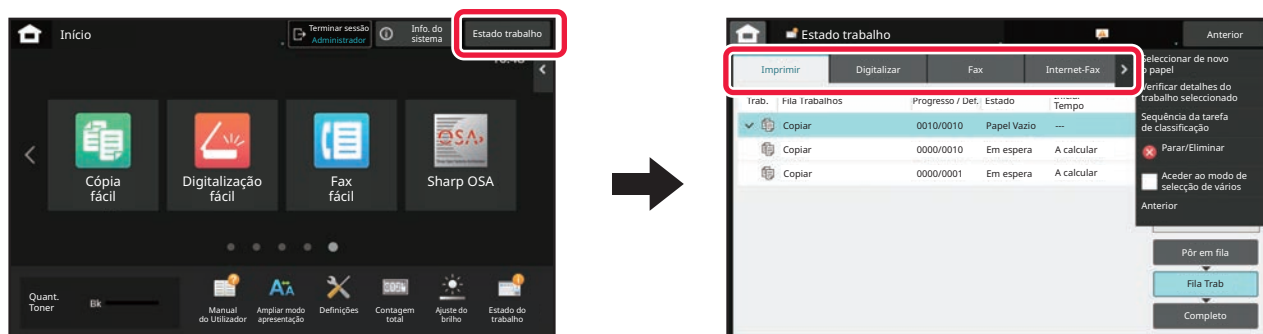 Início
Terminar sessão
Administrador
Info. do
sistema
Estado trabalho
Cópia
fácil
Digitalização
fácil
Fax
fácil
OSA
Sharp OSA
Quant.
Toner
Bk
Manual
do Utilizador
Ampliar modo
apresentação
Definições
Contagem
total
Ajuste do
brilho
Estado do
trabalho
Estado trabalho
Anterior
Imprimir
Digitalizar
Fax
Internet-Fax
Seleccionar de novo
o papel
Verificar detalhes do
trabalho seleccionado
Sequência da tarefa
de classificação
Parar/Eliminar
Aceder ao modo de
selecção de vários
Anterior
Trab. Fila Trabalhos Progresso / Def. Estado Tempo
Copiar 0010/0010 Papel Vazio ---
Copiar 0000/0010 Em espera A calcular
Copiar 0000/0001 Em espera A calcular
Pôr em fila
Fila Trab
Completo